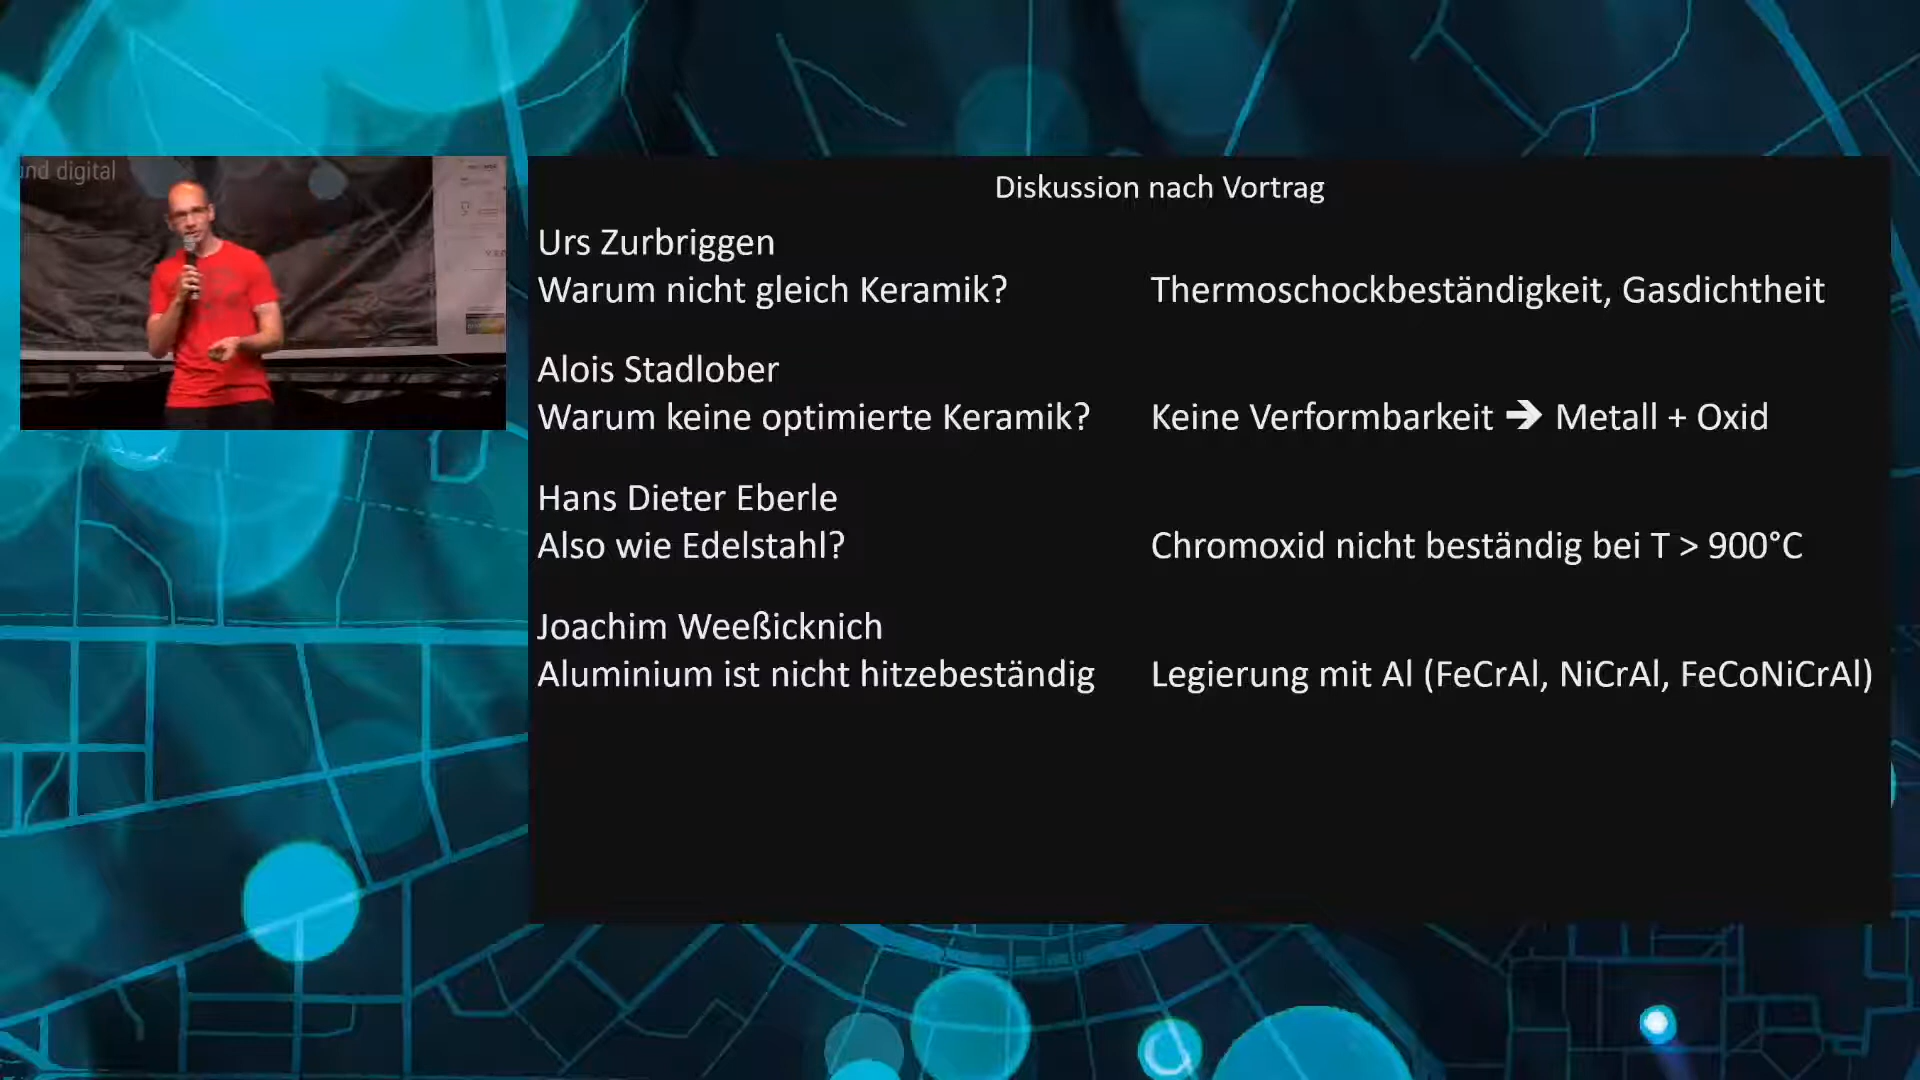 und digital
Diskussion nach Vortrag
Urs Zurbriggen
Warum nicht gleich Keramik? Thermoschockbeständigkeit, Gasdichtheit
Alois Stadlober
Warum keine optimierte Keramik? Keine Verformbarkeit 🡺 Metall + Oxid
Hans Dieter Eberle
Also wie Edelstahl? Chromoxid nicht beständig bei T > 900°C
Joachim Weeßicknich
Aluminium ist nicht hitzebeständig Legierung mit Al (FeCrAl, NiCrAl, FeCoNiCrAl)